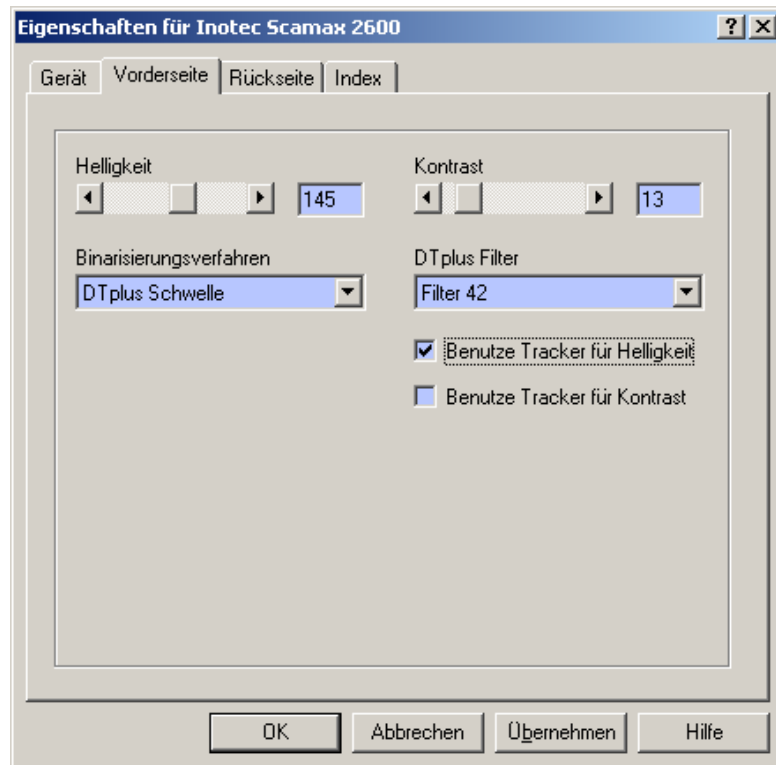 Eigenschaften für Inotec Scamax 2600
Gerät Vorderseite Rückseite Index
Helligkeit Kontrast
145 13
Binarisierungsverfahren DTplus Filter
DTplus Schwelle Filter 42
Benutze Tracker für Helligkeit
Benutze Tracker für Kontrast
OK Abbrechen Übernehmen Hilfe